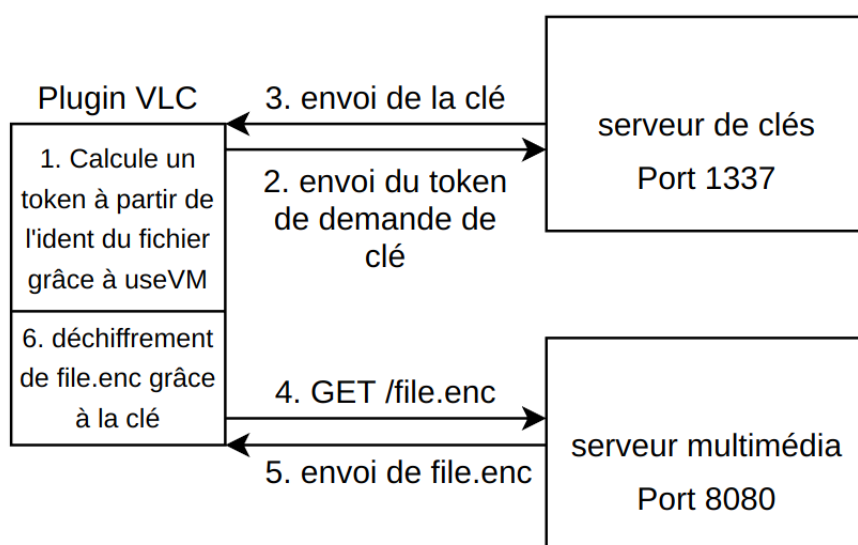 Plugin VLC
1. Calcule un
token à partir de
l'ident du fichier
grâce à useVM
6. déchiffrement
de file.enc grâce
à la clé
3. envoi de la clé
2. envoi du token
de demande de
clé
serveur de clés
Port 1337
4. GET /file.enc
5. envoi de file.enc
serveur multimédia
Port 8080